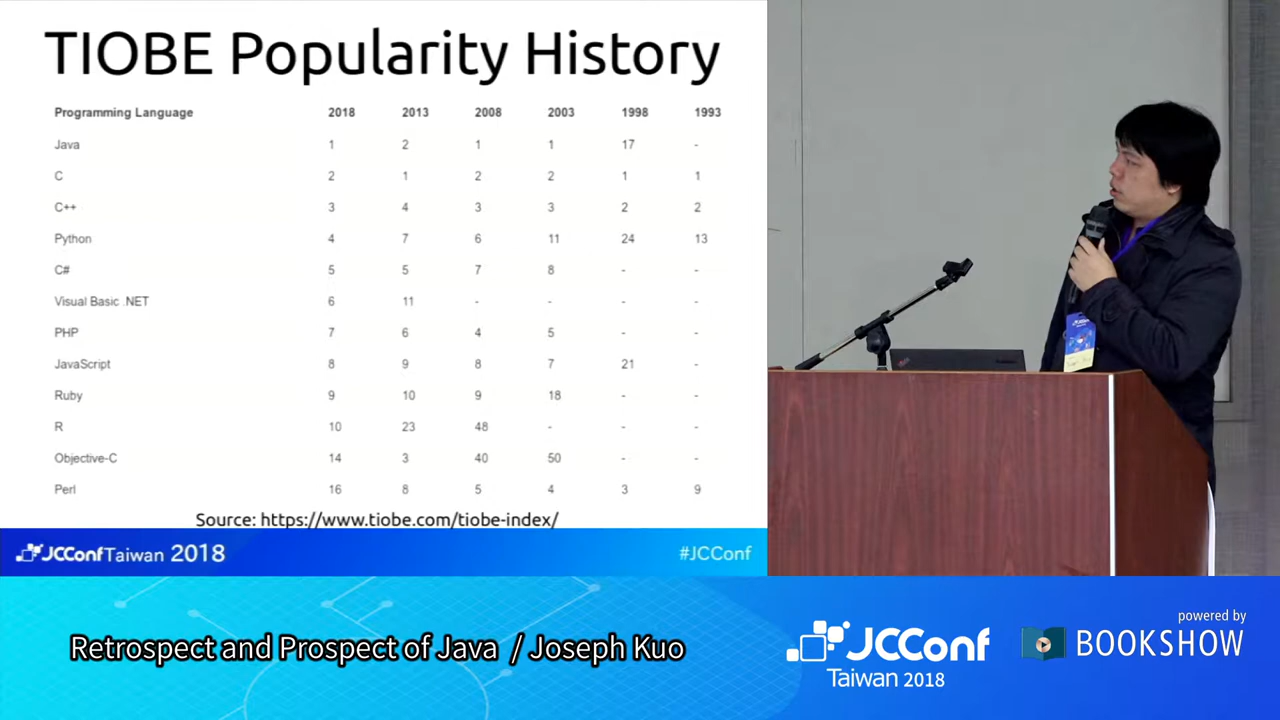 TIOBE Popularity History
Programming Language 2018 2013 2008 2003 1998 1993
Java 1 2 1 1 17 -
C 2 1 2 2 1 1
C++ 3 4 3 3 2 2
Python 4 7 6 11 24 13
C# 5 5 7 8 - -
Visual Basic .NET 6 11 - - - -
PHP 7 6 4 5 - -
JavaScript 8 9 8 7 21 -
Ruby 9 10 9 18 - -
R 10 23 48 - - -
Objective-C 14 3 40 50 - -
Perl 16 8 5 4 3 9
Source: https://www.tiobe.com/tiobe-index/
JCConf Taiwan 2018 #JCConf
Retrospect and Prospect of Java / Joseph Kuo
JCConf
Taiwan 2018
powered by
BOOKSHOW